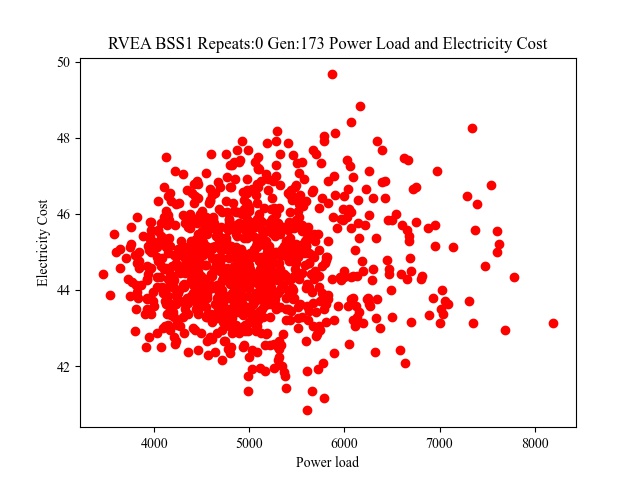 RVEA BSS1 Repeats:0 Gen:173 Power Load and Electricity Cost
50
48
46
44
42
Electricity Cost
4000 5000 6000 7000 8000
Power load